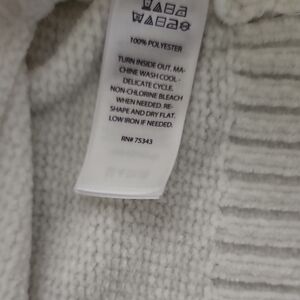 100% POLYESTER
TURN INSIDE OUT. MA-
CHINE WASH COOL -
DELICATE CYCLE.
NON-CHLORINE BLEACH
WHEN NEEDED. RE-
SHAPE AND DRY FLAT.
LOW IRON IF NEEDED.
RN# 75343